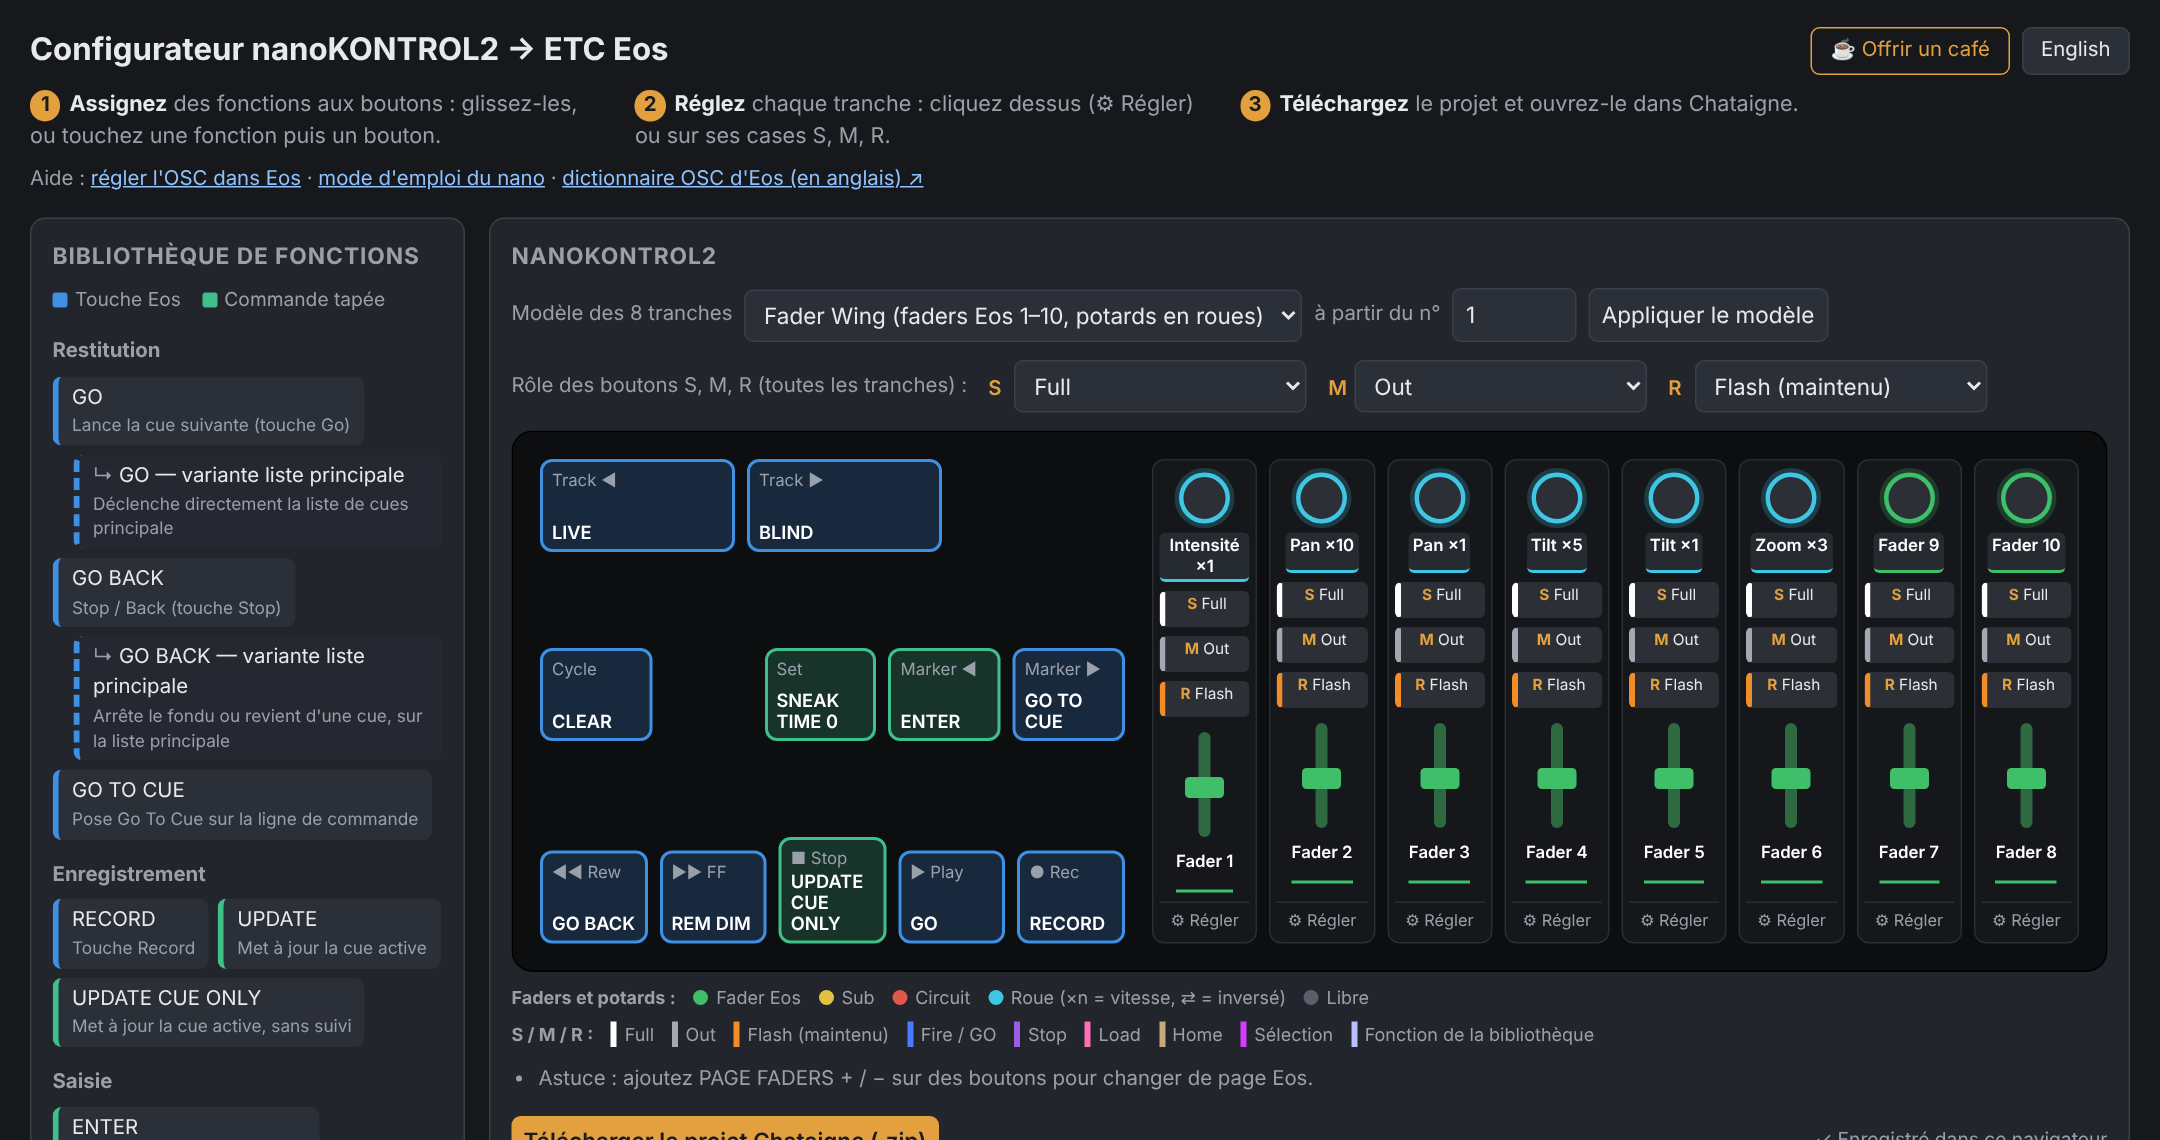 Configurateur nanoKONTROL2 → ETC Eos
☕ Offrir un café
English
1 Assignez des fonctions aux boutons : glissez-les,
ou touchez une fonction puis un bouton.
2 Réglez chaque tranche : cliquez dessus (⚙ Régler)
ou sur ses cases S, M, R.
3 Téléchargez le projet et ouvrez-le dans Chataigne.
Aide : régler l'OSC dans Eos · mode d'emploi du nano · dictionnaire OSC d'Eos (en anglais) ↗
BIBLIOTHÈQUE DE FONCTIONS
Touche Eos
Commande tapée
Restitution
GO
Lance la cue suivante (touche Go)
↪ GO — variante liste principale
Déclenche directement la liste de cues
principale
GO BACK
Stop / Back (touche Stop)
↪ GO BACK — variante liste
principale
Arrête le fondu ou revient d'une cue, sur
la liste principale
GO TO CUE
Pose Go To Cue sur la ligne de commande
Enregistrement
RECORD
Touche Record
UPDATE
Met à jour la cue active
UPDATE CUE ONLY
Met à jour la cue active, sans suivi
Saisie
ENTER
NANOKONTROL2
Modèle des 8 tranches
Fader Wing (faders Eos 1–10, potards en roues)
à partir du n°
1
Appliquer le modèle
Rôle des boutons S, M, R (toutes les tranches) :
S Full
M Out
R Flash (maintenu)
Track ◀
LIVE
Track ▶
BLIND
Cycle
CLEAR
Set
SNEAK
TIME 0
Marker ◀
ENTER
Marker ▶
GO TO
CUE
◀◀ Rew
GO BACK
▶▶ FF
REM DIM
■ Stop
UPDATE
CUE
ONLY
▶ Play
GO
● Rec
RECORD
Intensité
×1
S Full
M Out
R Flash
Fader 1
⚙ Régler
Pan ×10
S Full
M Out
R Flash
Fader 2
⚙ Régler
Pan ×1
S Full
M Out
R Flash
Fader 3
⚙ Régler
Tilt ×5
S Full
M Out
R Flash
Fader 4
⚙ Régler
Tilt ×1
S Full
M Out
R Flash
Fader 5
⚙ Régler
Zoom ×3
S Full
M Out
R Flash
Fader 6
⚙ Régler
Fader 9
S Full
M Out
R Flash
Fader 7
⚙ Régler
Fader 10
S Full
M Out
R Flash
Fader 8
⚙ Régler
Faders et potards :
Fader Eos
Sub
Circuit
Roue (×n = vitesse, ⇄ = inversé)
Libre
S / M / R :
Full
Out
Flash (maintenu)
Fire / GO
Stop
Load
Home
Sélection
Fonction de la bibliothèque
• Astuce : ajoutez PAGE FADERS + / − sur des boutons pour changer de page Eos.
Télécharger le projet Chataigne (.zip)
✓ Enregistré dans ce navigateur